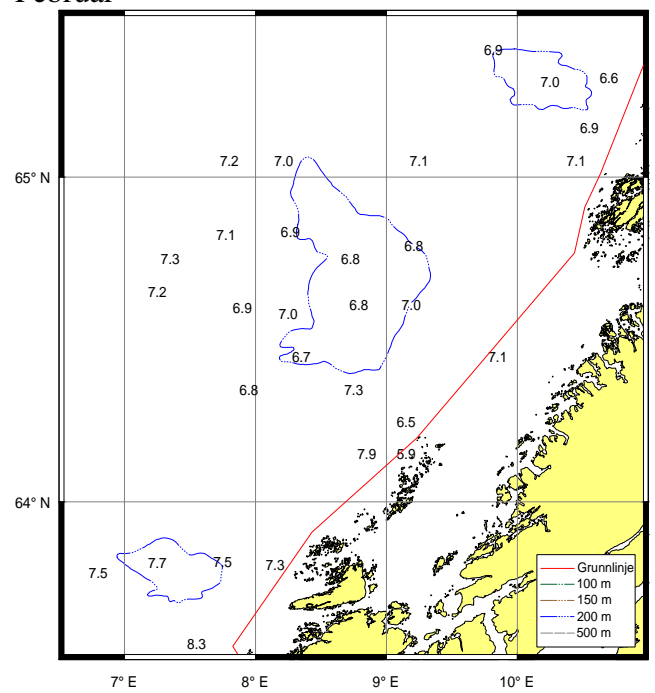 Februar
6.9
7.0 6.6
6.9
7.2 7.0 7.1 7.1
65° N
7.1 6.9 6.8
7.3 6.8
7.2
7.9 7.0 6.8 7.0
6.9
6.7 7.1
6.8 7.3
6.5
7.9 5.9
64° N
7.5 7.7 7.5 7.3
8.3
Grunnlinje
100 m
150 m
200 m
500 m
7° E 8° E 9° E 10° E